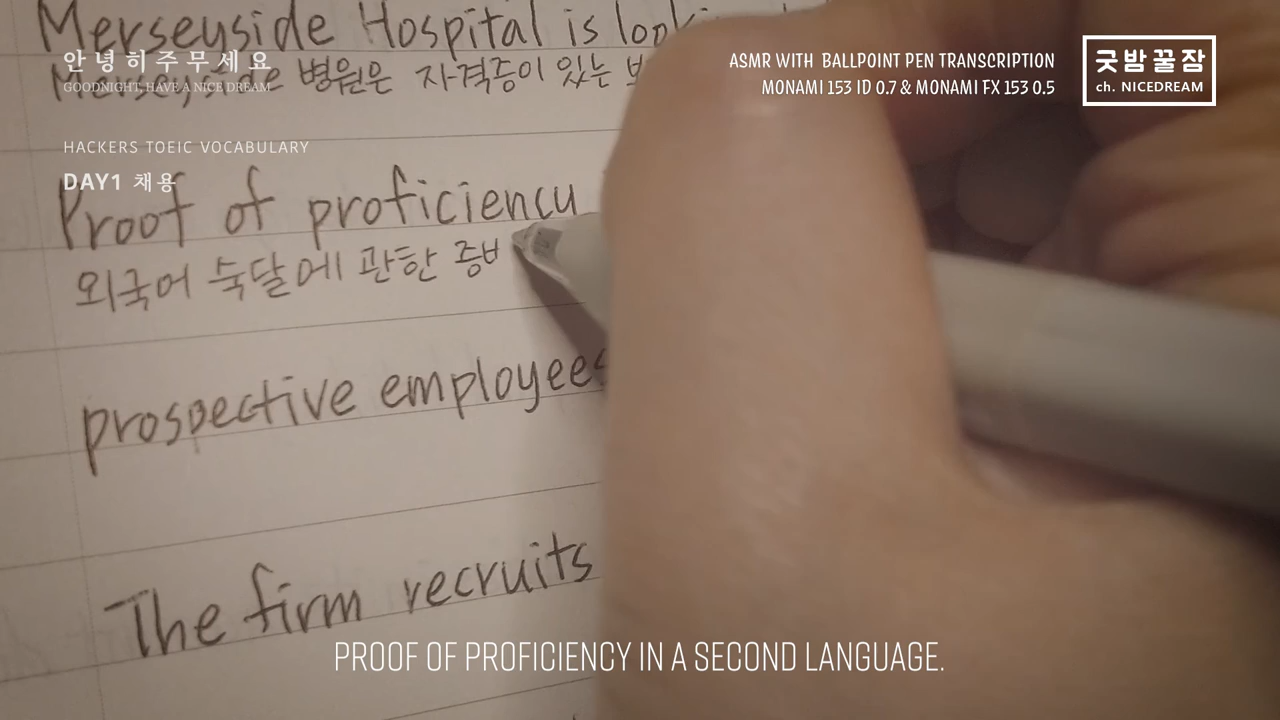 Merseyside Hospital is looki
Merseyside 병원은 자격증이 있는 보
안녕히주무세요
GOODNIGHT, HAVE A NICE DREAM
ASMR WITH BALLPOINT PEN TRANSCRIPTION
MONAMI 153 ID 0.7 & MONAMI FX 153 0.5
굿밤꿀잠
ch. NICEDREAM
HACKERS TOEIC VOCABULARY
DAY1 채용
Proof of proficiency
외국어 숙달에 관한 증바
prospective employees
The firm recruits
PROOF OF PROFICIENCY IN A SECOND LANGUAGE.